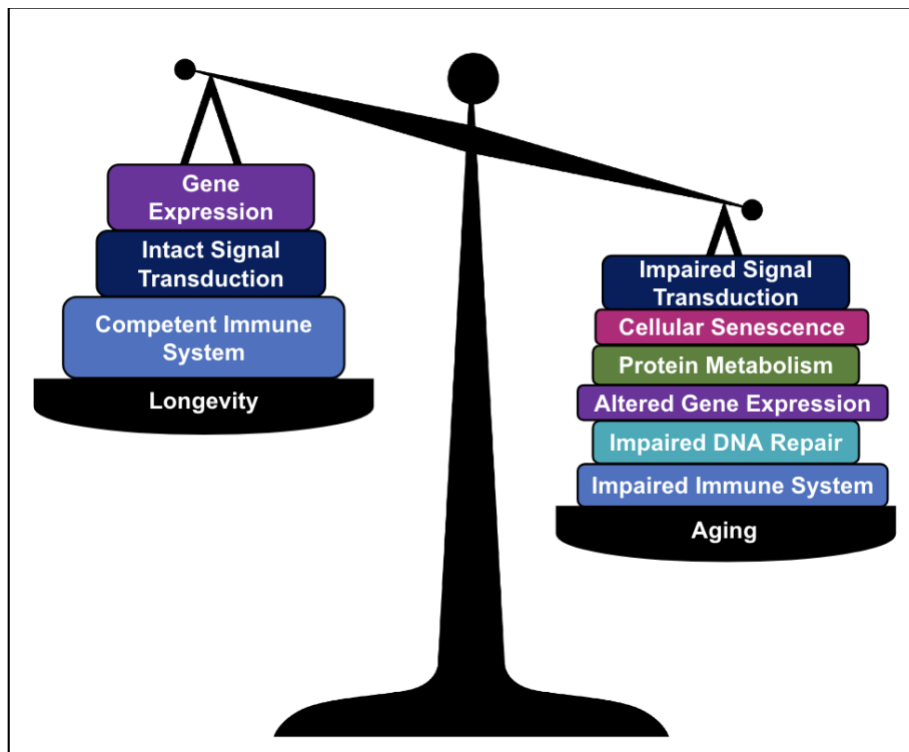 Gene
Expression
Intact Signal
Transduction
Competent Immune
System
Longevity
Impaired Signal
Transduction
Cellular Senescence
Protein Metabolism
Altered Gene Expression
Impaired DNA Repair
Impaired Immune System
Aging